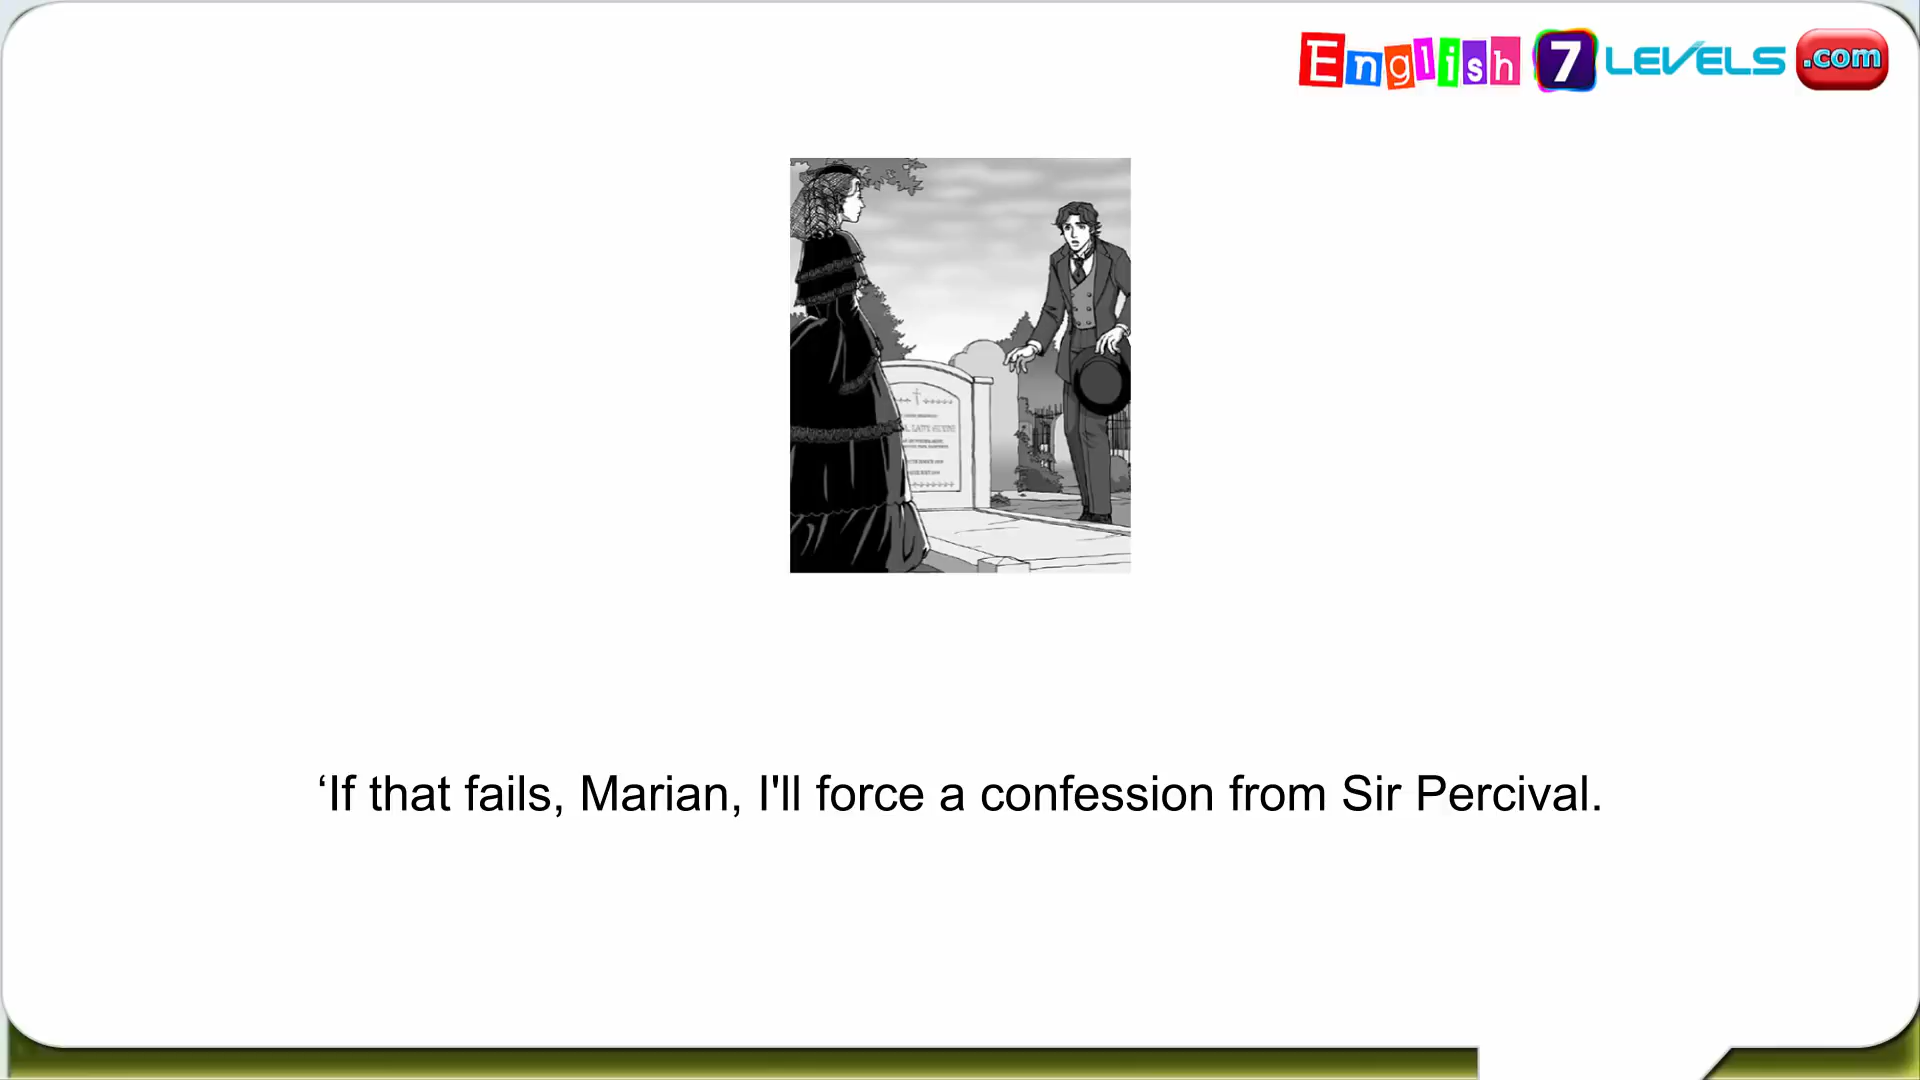 English 7 LEVELS .com
‘If that fails, Marian, I'll force a confession from Sir Percival.